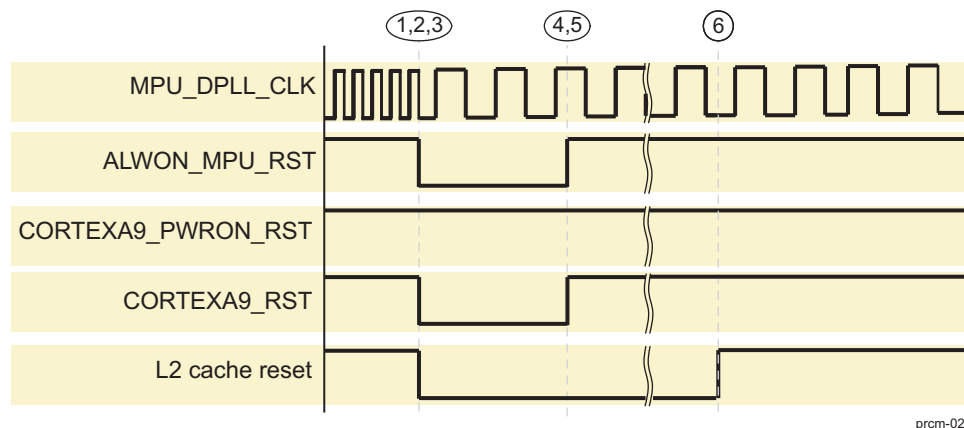 1,2,3 4,5 6
MPU_DPLL_CLK
ALWON_MPU_RST
CORTEXA9_PWRON_RST
CORTEXA9_RST
L2 cache reset
prcm-02